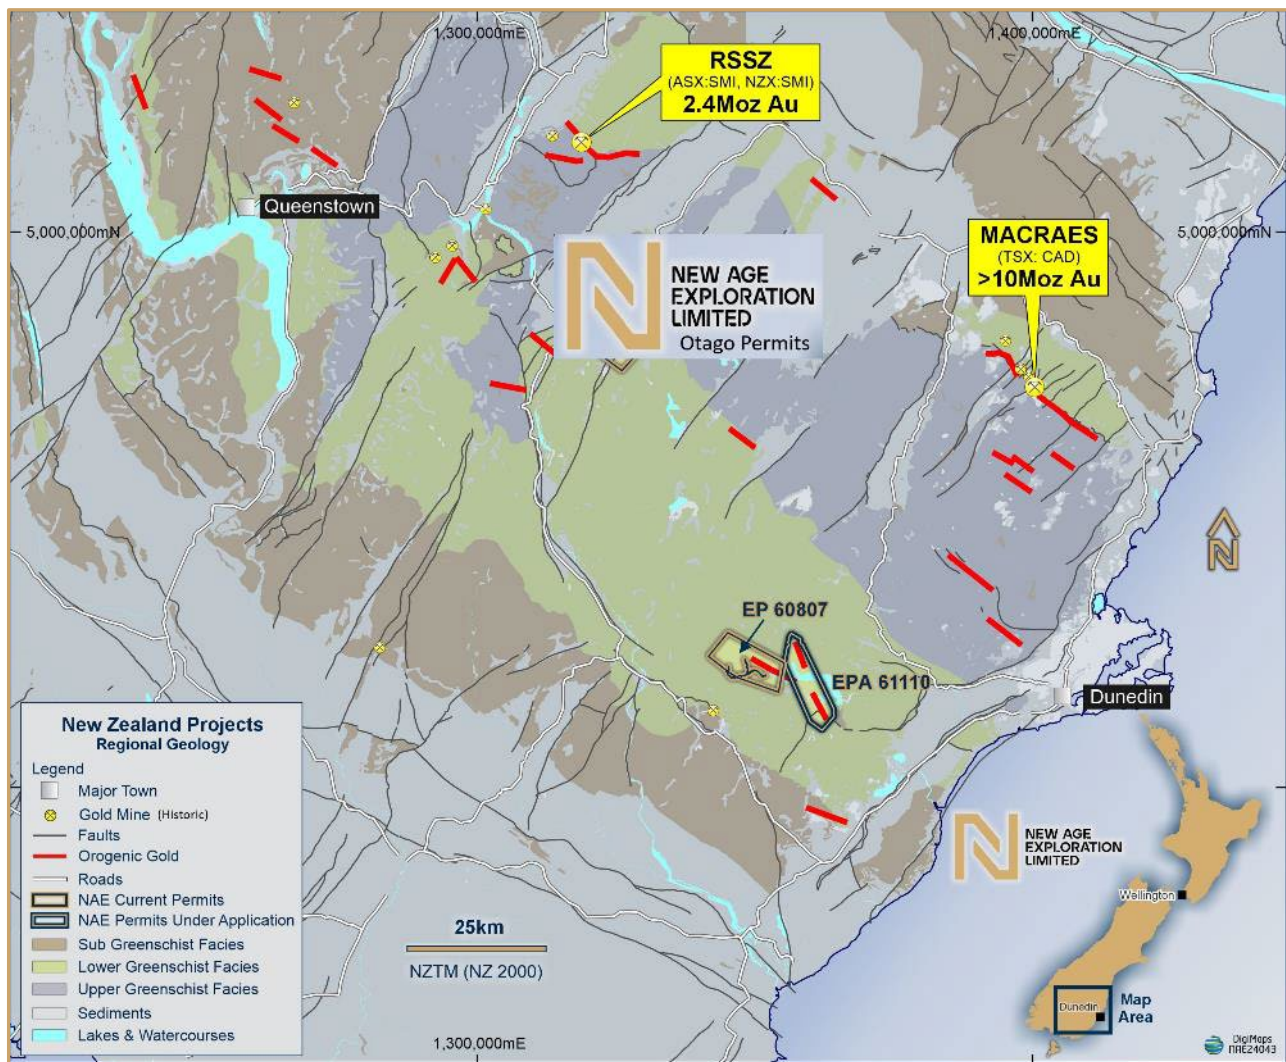 1,300,000mE
1,400,000mE
RSSZ
(ASX:SMI, NZX:SMI)
2.4Moz Au
Queenstown
5,000,000mN
5,000,000mN
MACRAES
(TSX: CAD)
>10Moz Au
NEW AGE
EXPLORATION
LIMITED
Otago Permits
N
EP 60807
EPA 61110
Dunedin
New Zealand Projects
Regional Geology
Legend
Major Town
Gold Mine (Historic)
Faults
Orogenic Gold
Roads
NAE Current Permits
NAE Permits Under Application
Sub Greenschist Facies
Lower Greenschist Facies
Upper Greenschist Facies
Sediments
Lakes & Watercourses
25km
NZTM (NZ 2000)
NEW AGE
EXPLORATION
LIMITED
Wellington
Dunedin
Map
Area
1,300,000mE
DigiMaps
NAE24043